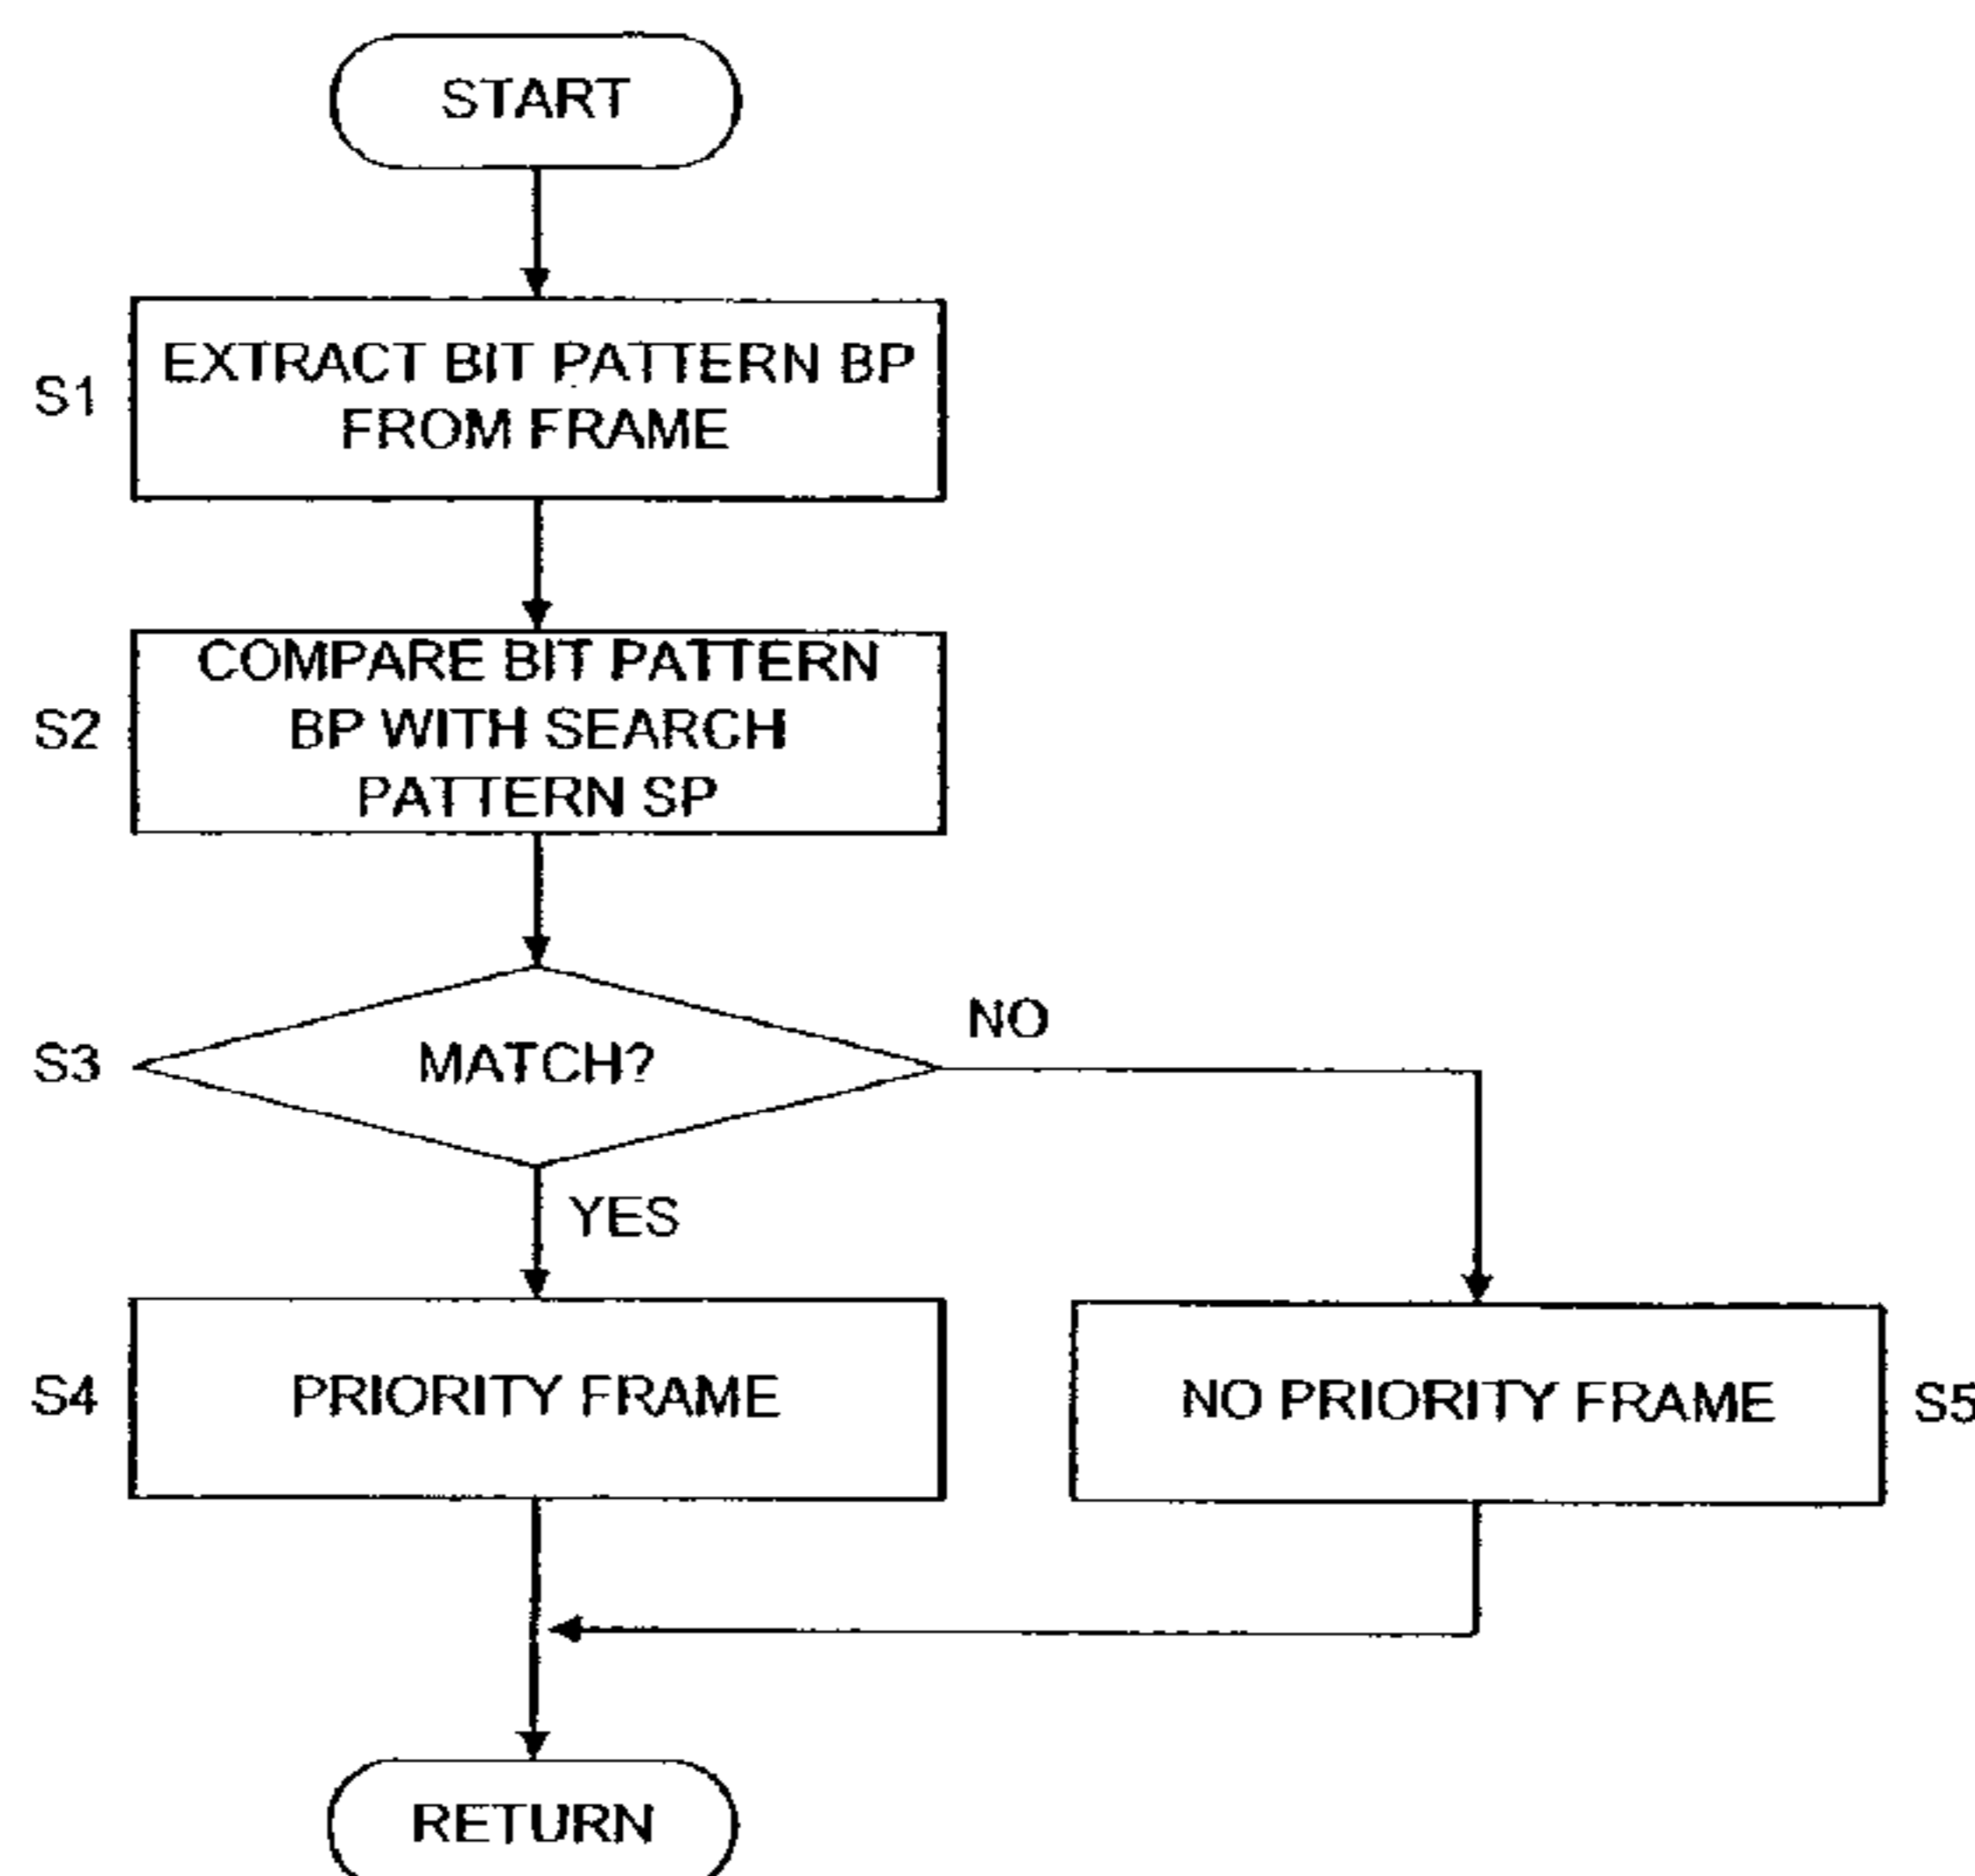 START
S1
EXTRACT BIT PATTERN BP
FROM FRAME
S2
COMPARE BIT PATTERN
BP WITH SEARCH
PATTERN SP
S3
MATCH?
NO
YES
S4
PRIORITY FRAME
NO PRIORITY FRAME
S5
RETURN